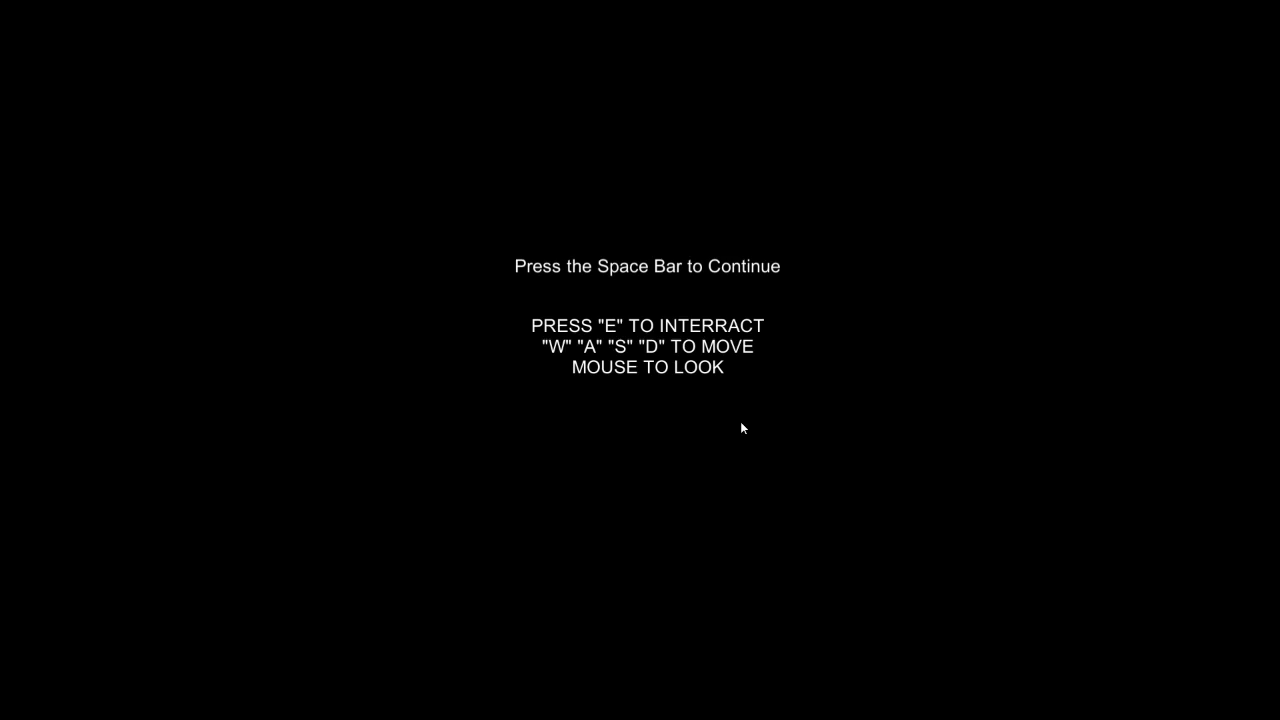 Press the Space Bar to Continue
PRESS "E" TO INTERRACT
"W" "A" "S" "D" TO MOVE
MOUSE TO LOOK